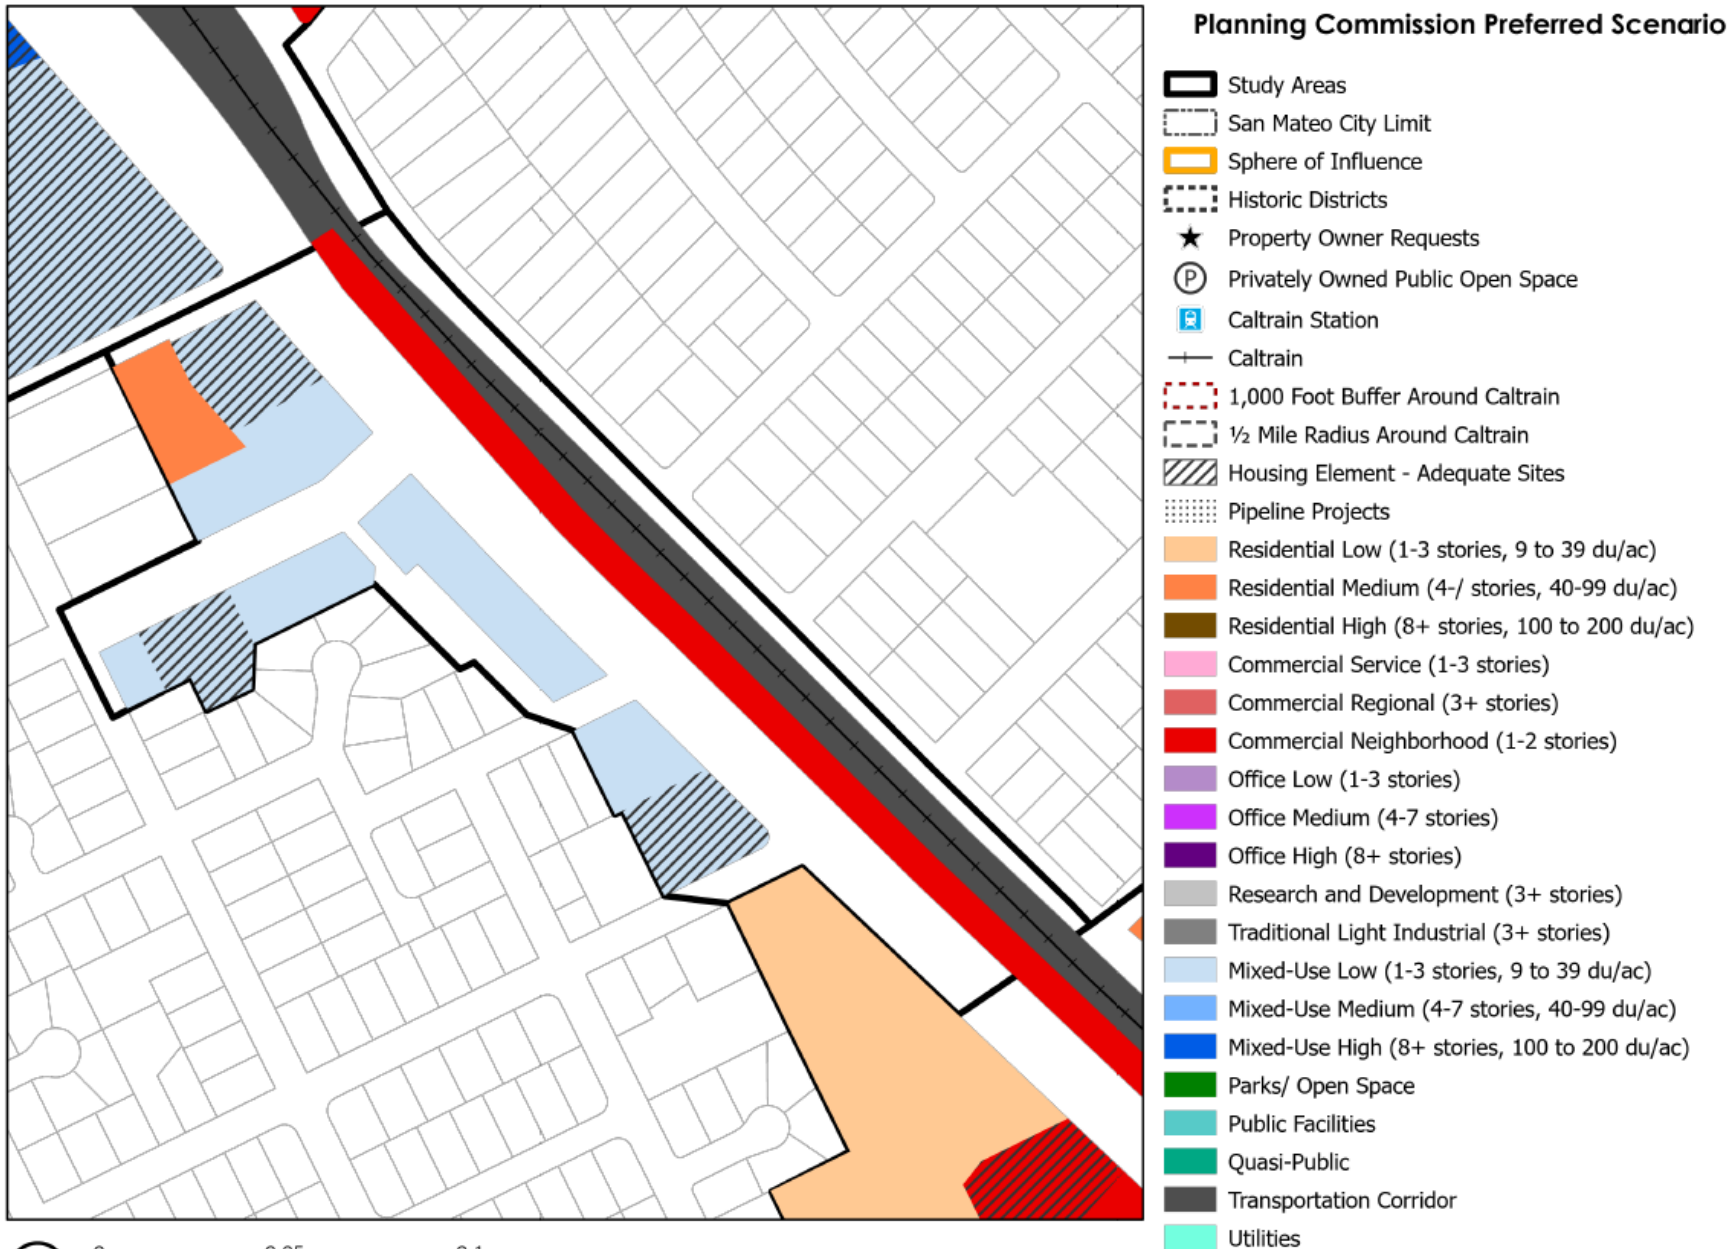 Planning Commission Preferred Scenario
Study Areas
San Mateo City Limit
Sphere of Influence
Historic Districts
Property Owner Requests
P Privately Owned Public Open Space
Caltrain Station
Caltrain
1,000 Foot Buffer Around Caltrain
½ Mile Radius Around Caltrain
Housing Element - Adequate Sites
Pipeline Projects
Residential Low (1-3 stories, 9 to 39 du/ac)
Residential Medium (4-/ stories, 40-99 du/ac)
Residential High (8+ stories, 100 to 200 du/ac)
Commercial Service (1-3 stories)
Commercial Regional (3+ stories)
Commercial Neighborhood (1-2 stories)
Office Low (1-3 stories)
Office Medium (4-7 stories)
Office High (8+ stories)
Research and Development (3+ stories)
Traditional Light Industrial (3+ stories)
Mixed-Use Low (1-3 stories, 9 to 39 du/ac)
Mixed-Use Medium (4-7 stories, 40-99 du/ac)
Mixed-Use High (8+ stories, 100 to 200 du/ac)
Parks/ Open Space
Public Facilities
Quasi-Public
Transportation Corridor
Utilities